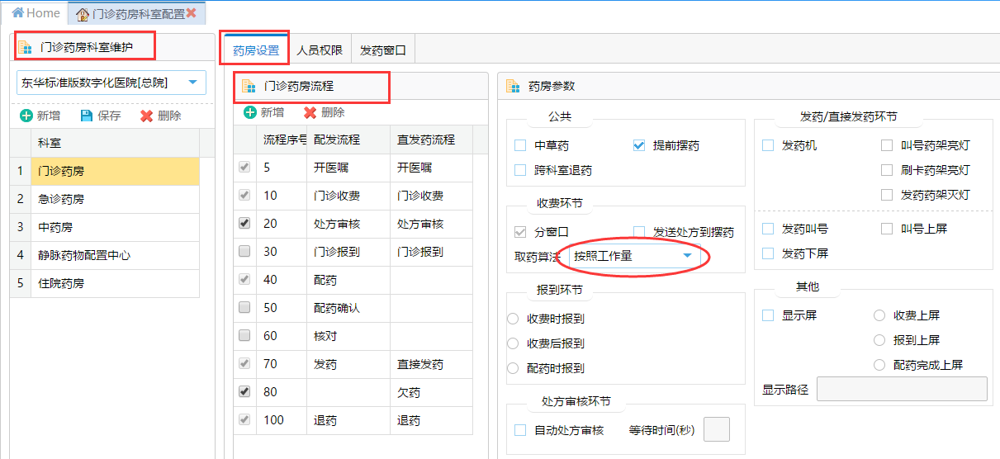 Home 门诊药房科室配置
门诊药房科室维护
东华标准版数字化医院[总院]
新增 保存 删除
科室
1 门诊药房
2 急诊药房
3 中药房
4 静脉药物配置中心
5 住院药房
药房设置 人员权限 发药窗口
门诊药房流程
新增 删除
流程序号 配发流程 直发药流程
5 开医嘱 开医嘱
10 门诊收费 门诊收费
20 处方审核 处方审核
30 门诊报到 门诊报到
40 配药
50 配药确认
60 核对
70 发药 直接发药
80 欠药
100 退药 退药
药房参数
公共
中草药 提前摆药
跨科室退药
收费环节
分窗口 发送处方到摆药
取药算法 按照工作量
报到环节
收费时报到
收费后报到
配药时报到
处方审核环节
自动处方审核 等待时间(秒)
发药/直接发药环节
发药机 叫号药架亮灯
刷卡药架亮灯
发药药架灭灯
发药叫号 叫号上屏
发药下屏
其他
显示屏 收费上屏
报到上屏
配药完成上屏
显示路径